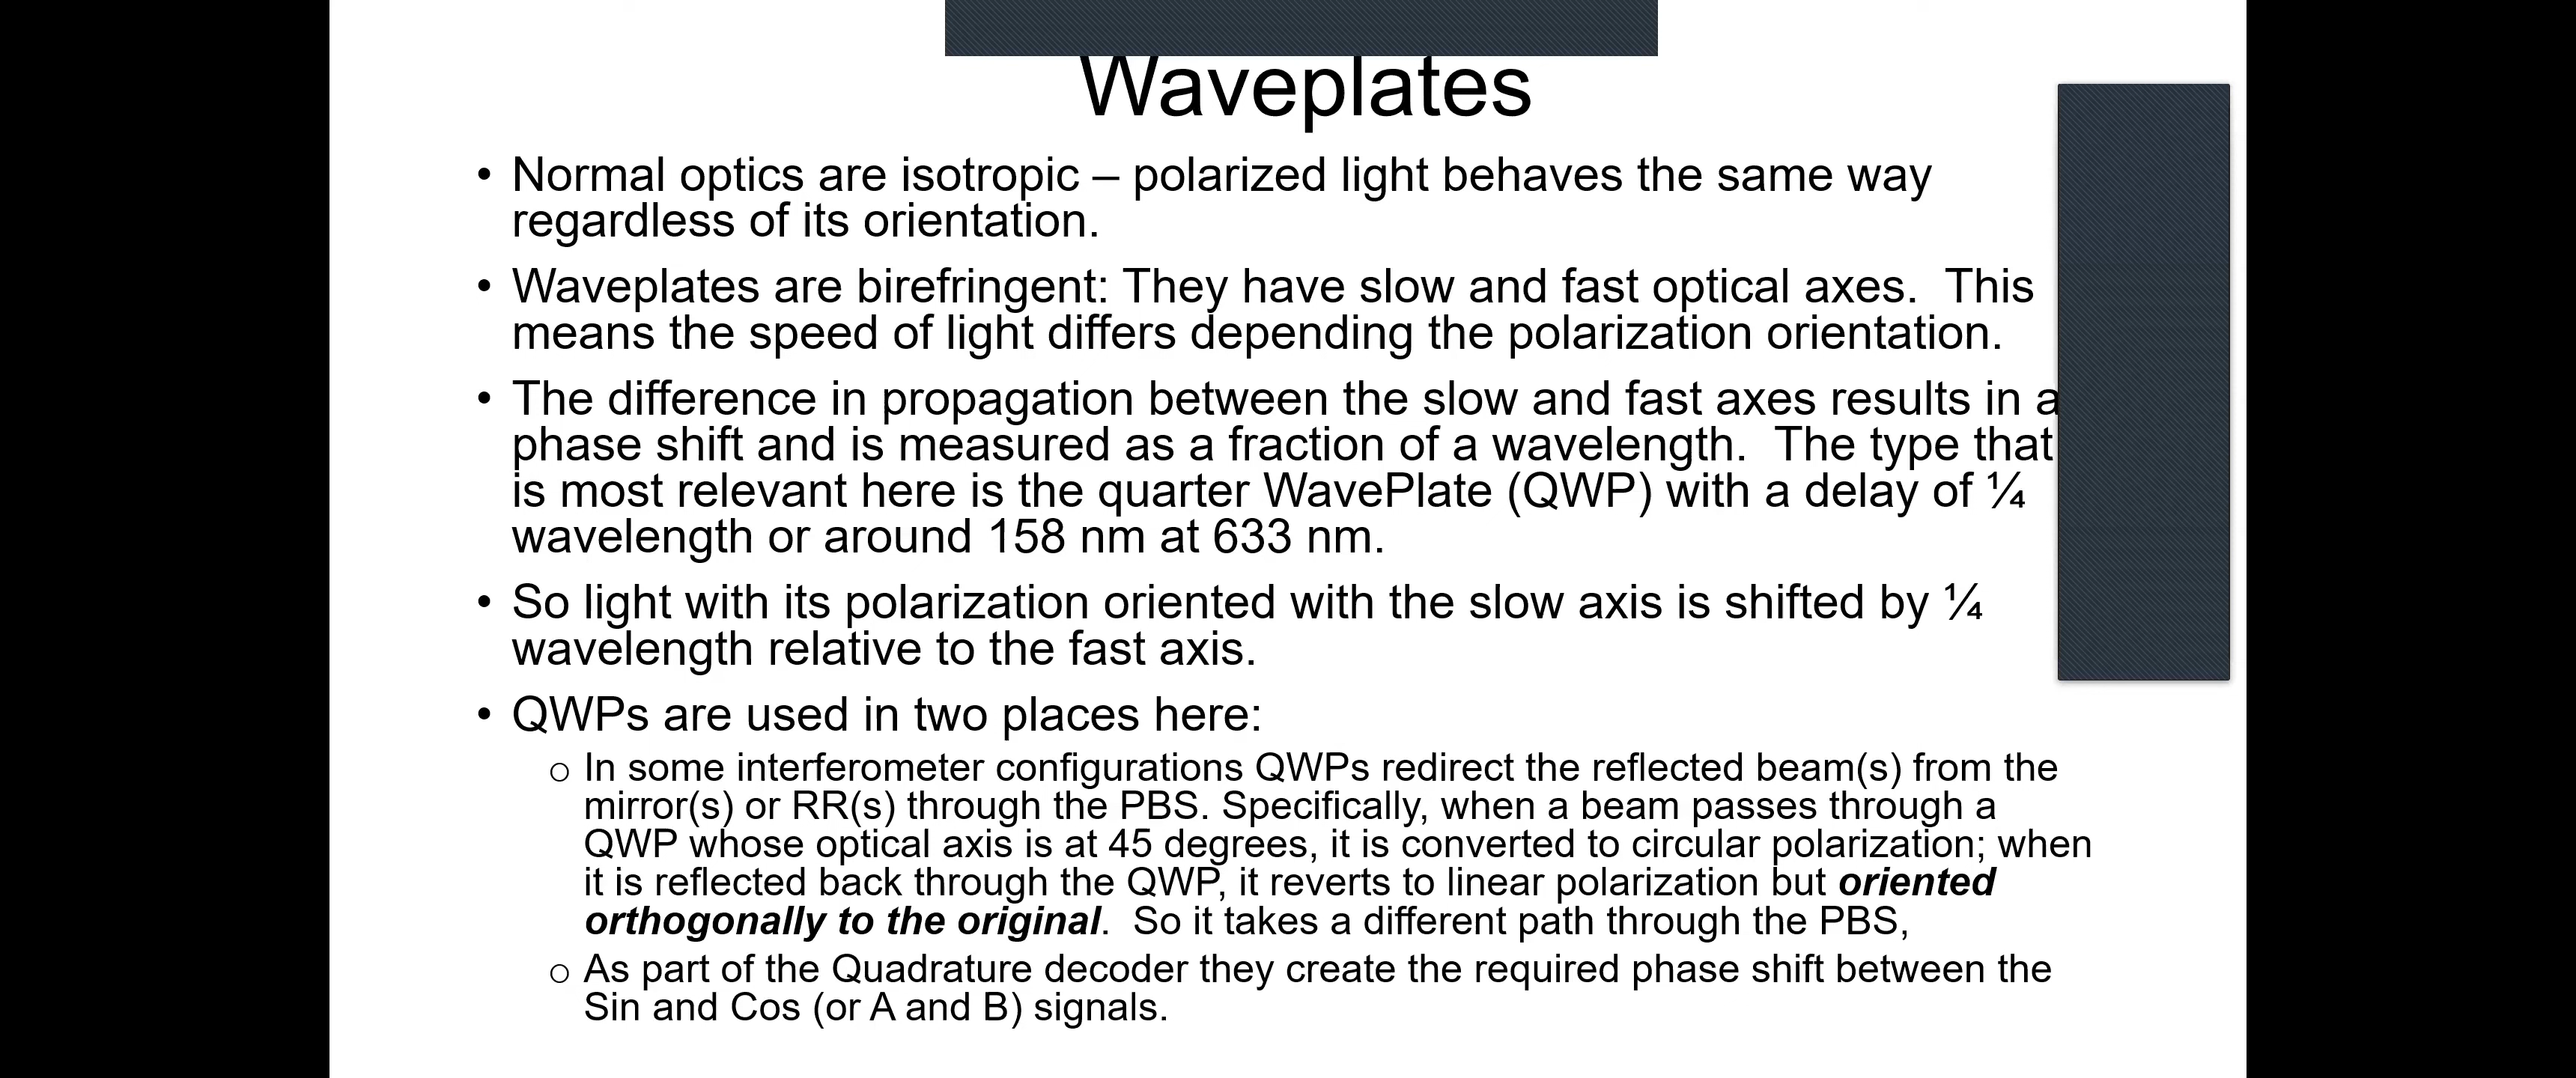 Waveplates
• Normal optics are isotropic – polarized light behaves the same way
regardless of its orientation.
• Waveplates are birefringent: They have slow and fast optical axes.  This
means the speed of light differs depending the polarization orientation.
• The difference in propagation between the slow and fast axes results in a
phase shift and is measured as a fraction of a wavelength.  The type that
is most relevant here is the quarter WavePlate (QWP) with a delay of ¼
wavelength or around 158 nm at 633 nm.
• So light with its polarization oriented with the slow axis is shifted by ¼
wavelength relative to the fast axis.
• QWPs are used in two places here:
o In some interferometer configurations QWPs redirect the reflected beam(s) from the
mirror(s) or RR(s) through the PBS. Specifically, when a beam passes through a
QWP whose optical axis is at 45 degrees, it is converted to circular polarization; when
it is reflected back through the QWP, it reverts to linear polarization but oriented
orthogonally to the original.  So it takes a different path through the PBS,
o As part of the Quadrature decoder they create the required phase shift between the
Sin and Cos (or A and B) signals.